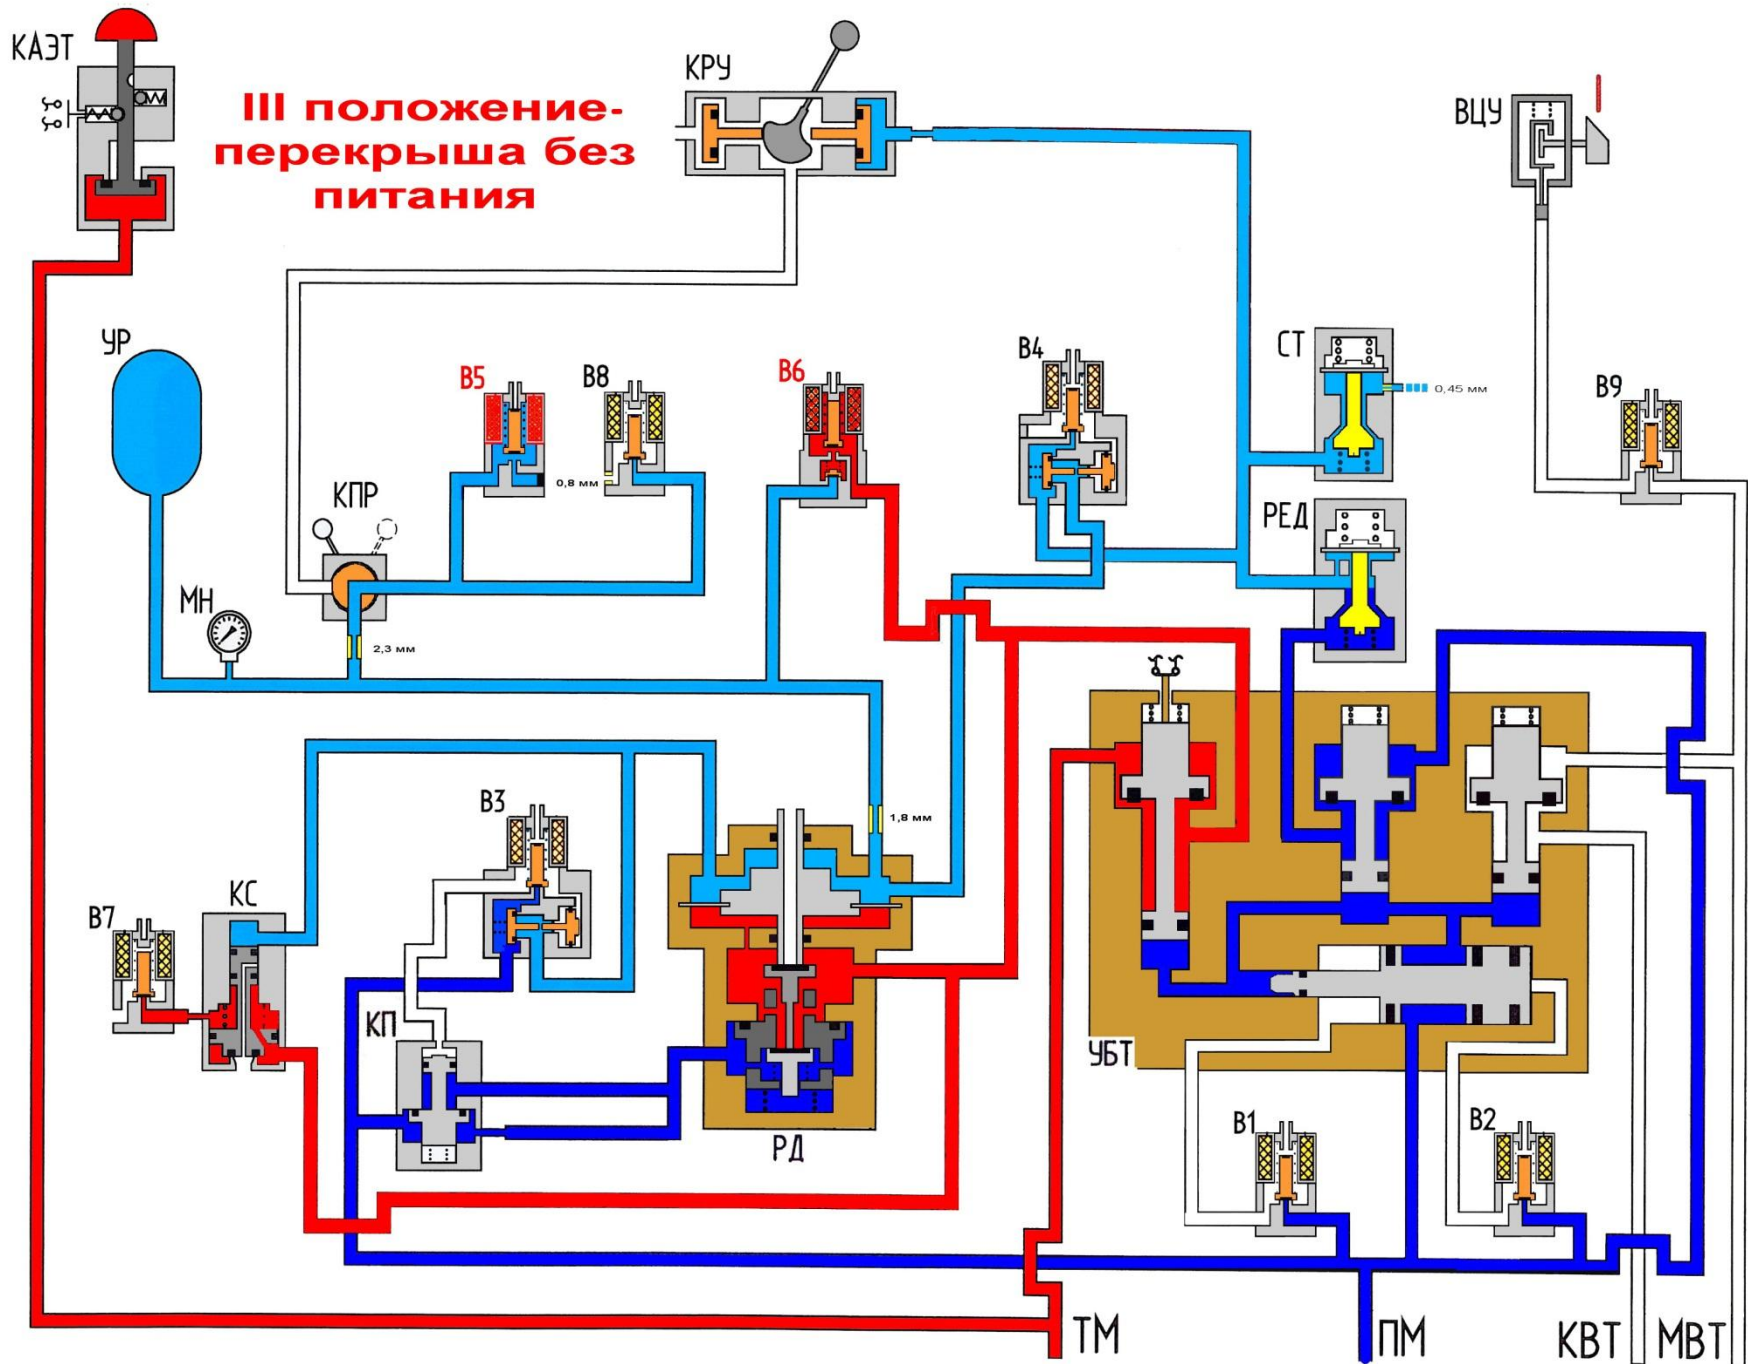 КАЭТ
III положение-
перекрыша без
питания
КРУ
ВЦУ
УР
В5
В8
В6
В4
СТ
0,45 мм
В9
0,8 мм
КПР
РЕД
МН
2,3 мм
В3
1,8 мм
В7
КС
КП
УБТ
РД
В1
В2
ТМ
ПМ
КВТ
МВТ